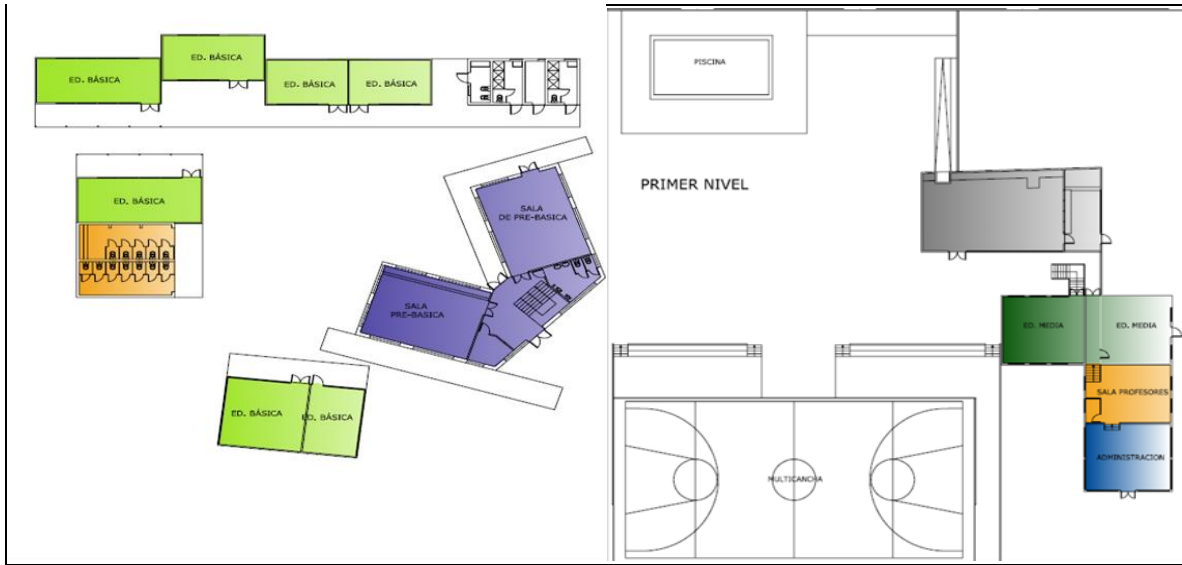 ED. BÁSICA
ED. BÁSICA
ED. BÁSICA
ED. BÁSICA
ED. BÁSICA
SALA
DE PRE-BASICA
SALA
PRE-BASICA
ED. BÁSICA
ED. BÁSICA
PISCINA
PRIMER NIVEL
ED. MEDIA
ED. MEDIA
SALA PROFESORES
ADMINISTRACION
MULTICANCHA